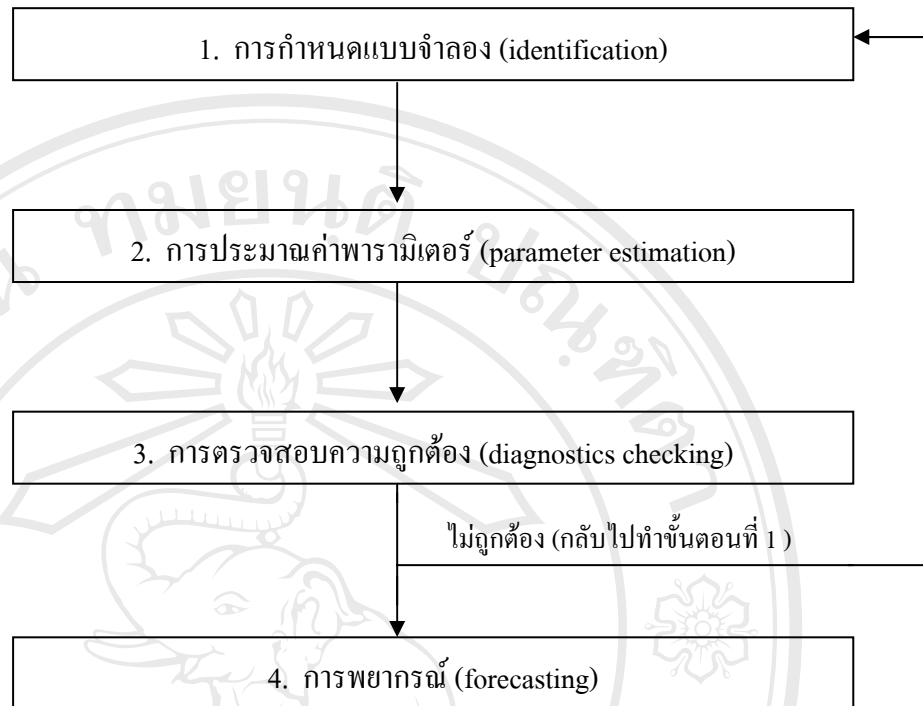 1. การกำหนดแบบจำลอง (identification)
2. การประมาณค่าพารามิเตอร์ (parameter estimation)
3. การตรวจสอบความถูกต้อง (diagnostics checking)
ไม่ถูกต้อง (กลับไปทำขั้นตอนที่ 1 )
4. การพยากรณ์ (forecasting)